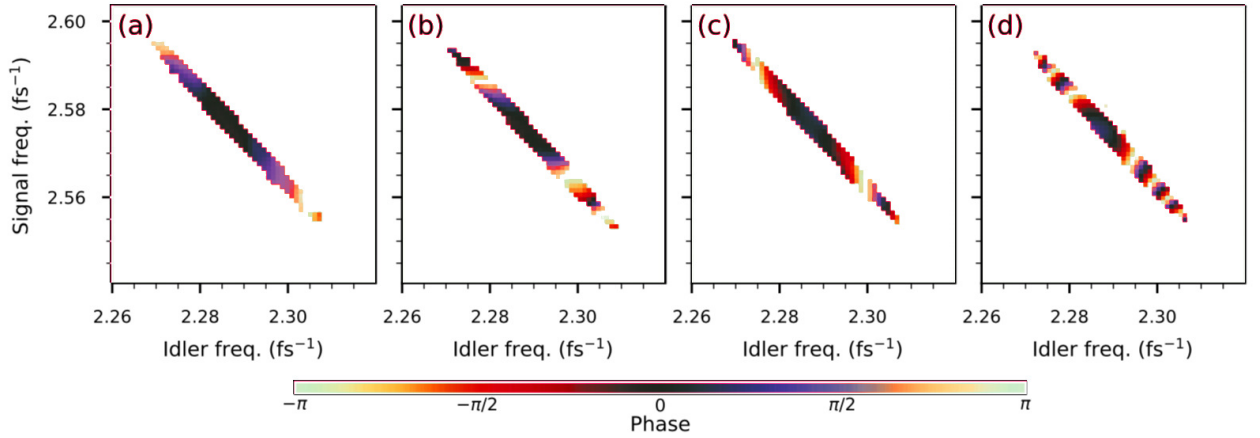 (a) (b) (c) (d)
2.60
2.58
2.56
Signal freq. (fs⁻¹)
2.26 2.28 2.30 2.26 2.28 2.30 2.26 2.28 2.30 2.26 2.28 2.30
Idler freq. (fs⁻¹) Idler freq. (fs⁻¹) Idler freq. (fs⁻¹) Idler freq. (fs⁻¹)
−π −π/2 0 π/2 π
Phase